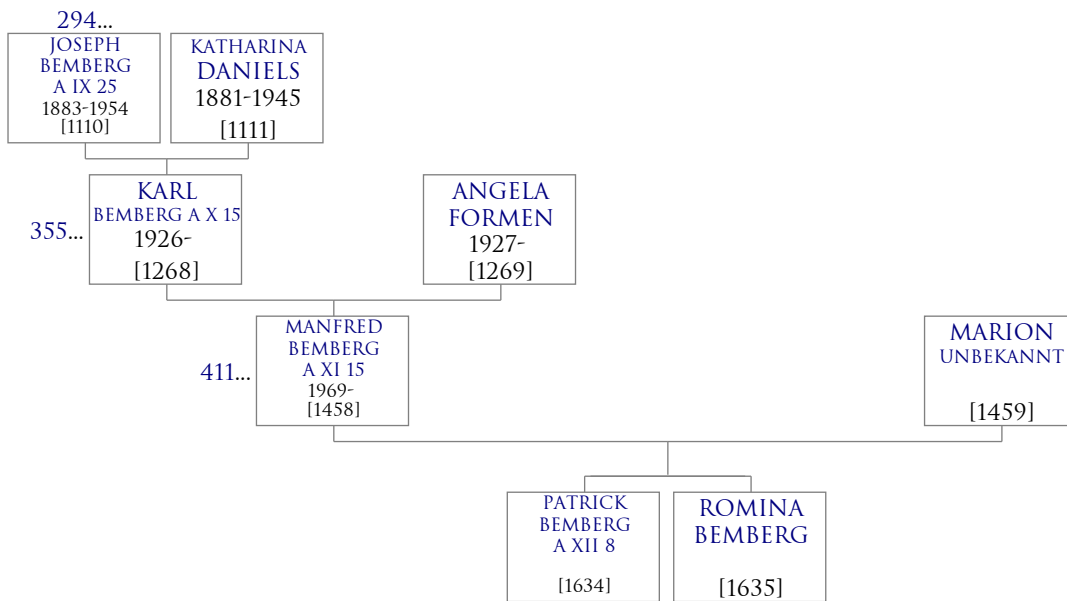 294...
JOSEPH
BEMBERG
A IX 25
1883-1954
[1110]
KATHARINA
DANIELS
1881-1945
[1111]
355...
KARL
BEMBERG A X 15
1926-
[1268]
ANGELA
FORMEN
1927-
[1269]
411...
MANFRED
BEMBERG
A XI 15
1969-
[1458]
MARION
UNBEKANNT
[1459]
PATRICK
BEMBERG
A XII 8
[1634]
ROMINA
BEMBERG
[1635]